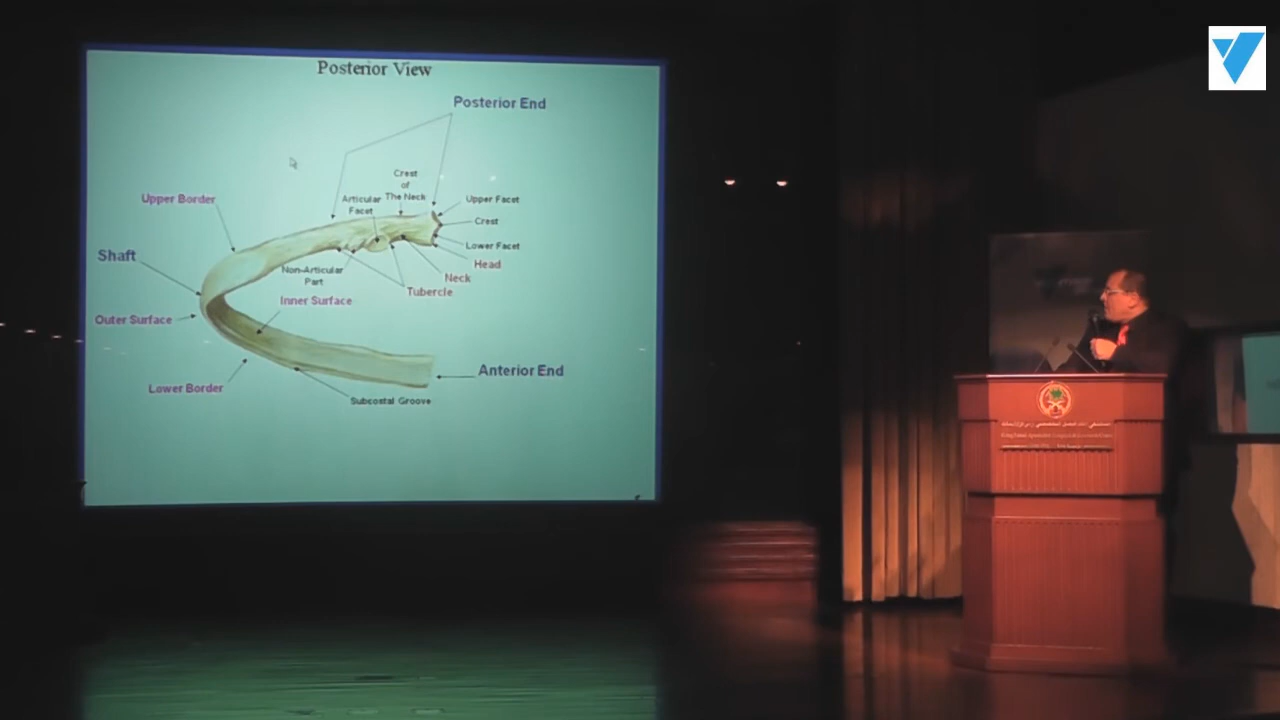 Posterior View
Posterior End
Crest
of
The Neck
Articular
Facet
Upper Border
Upper Facet
Crest
Shaft
Lower Facet
Head
Non-Articular
Part
Neck
Tubercle
Inner Surface
Outer Surface
Anterior End
Lower Border
Subcostal Groove